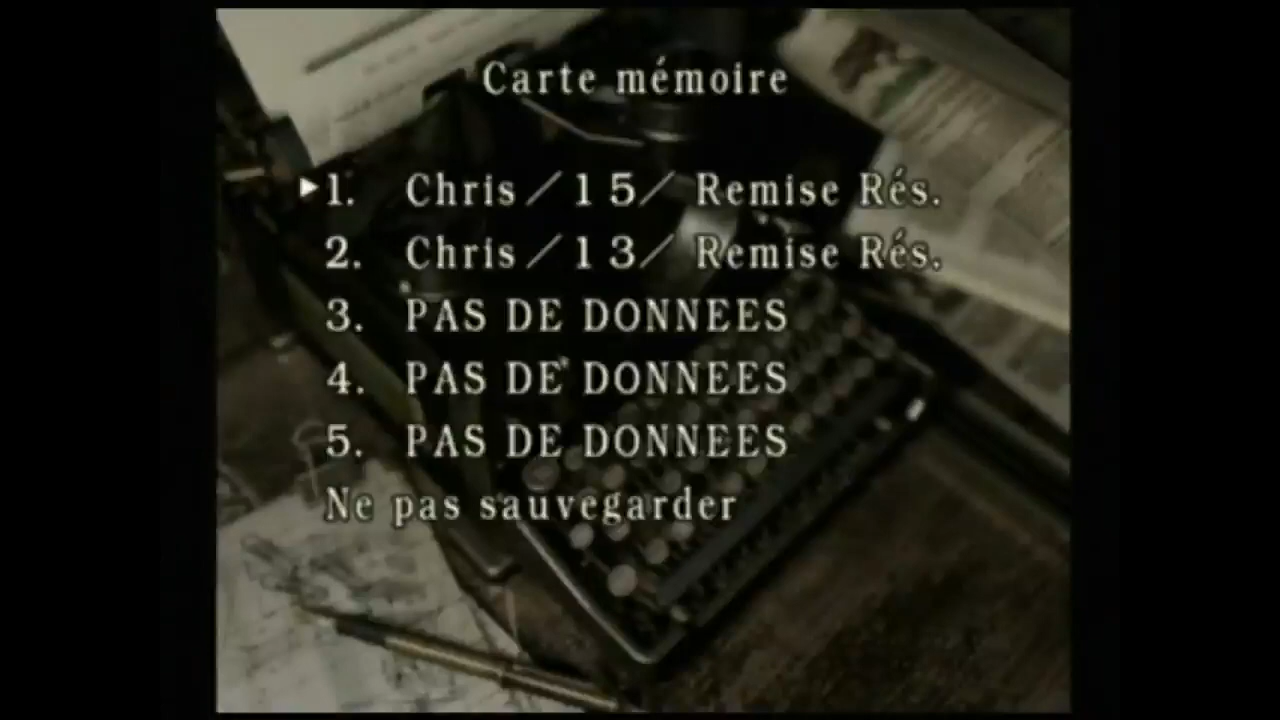 Carte mémoire
1. Chris／15／ Remise Rés.
2. Chris／13／ Remise Rés.
3. PAS DE DONNEES
4. PAS DE DONNEES
5. PAS DE DONNEES
Ne pas sauvegarder